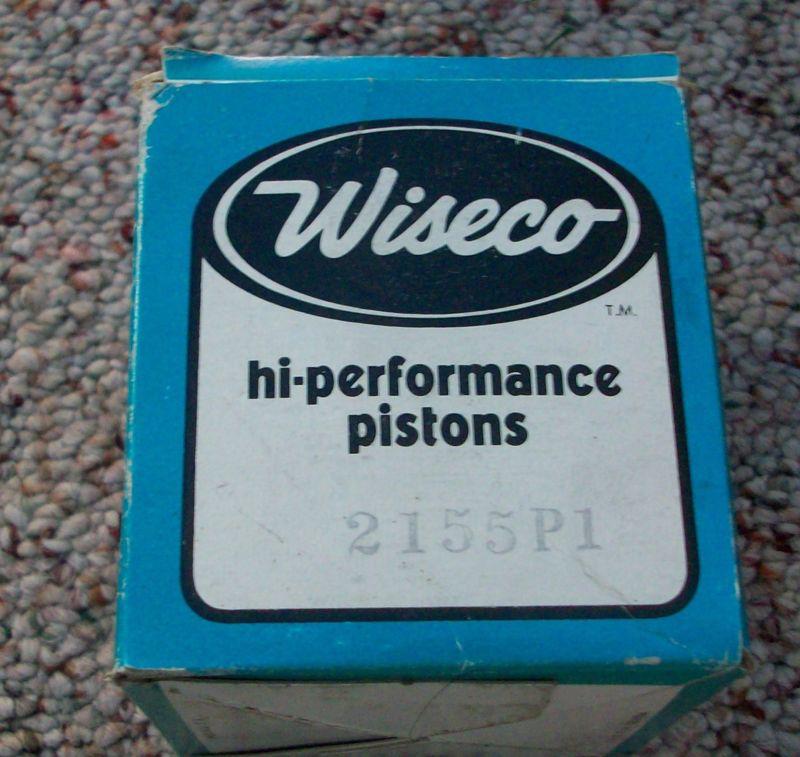 Wiseco
T.M.
hi-performance
pistons
2155P1